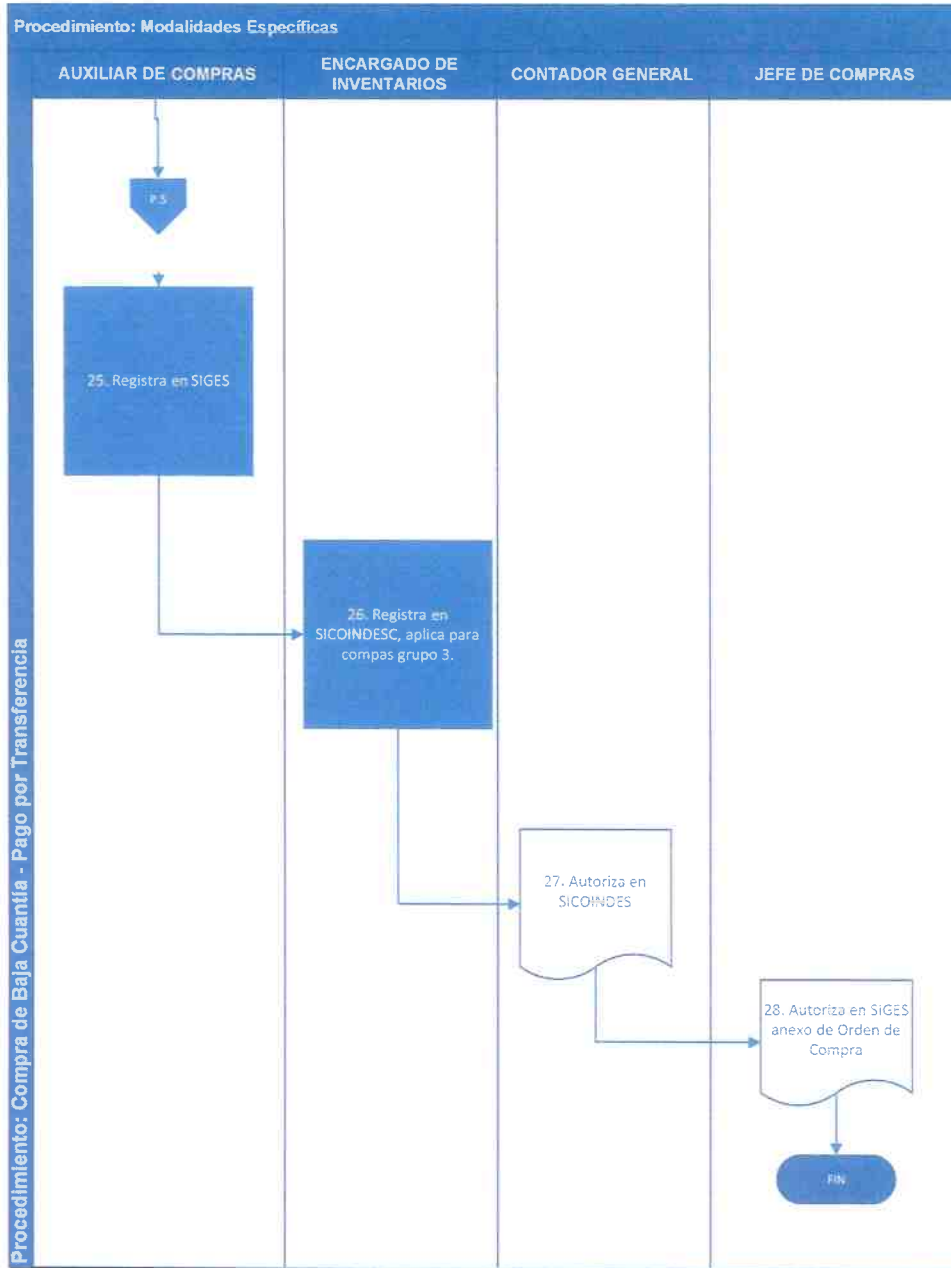 Procedimiento: Modalidades Específicas
AUXILIAR DE COMPRAS
ENCARGADO DE
INVENTARIOS
CONTADOR GENERAL
JEFE DE COMPRAS
Procedimiento: Compra de Baja Cuantía - Pago por Transferencia
P.5
25. Registra en SIGES
26. Registra en
SICOINDESC, aplica para
compas grupo 3.
27. Autoriza en
SICOINDES
28. Autoriza en SIGES
anexo de Orden de
Compra
FIN